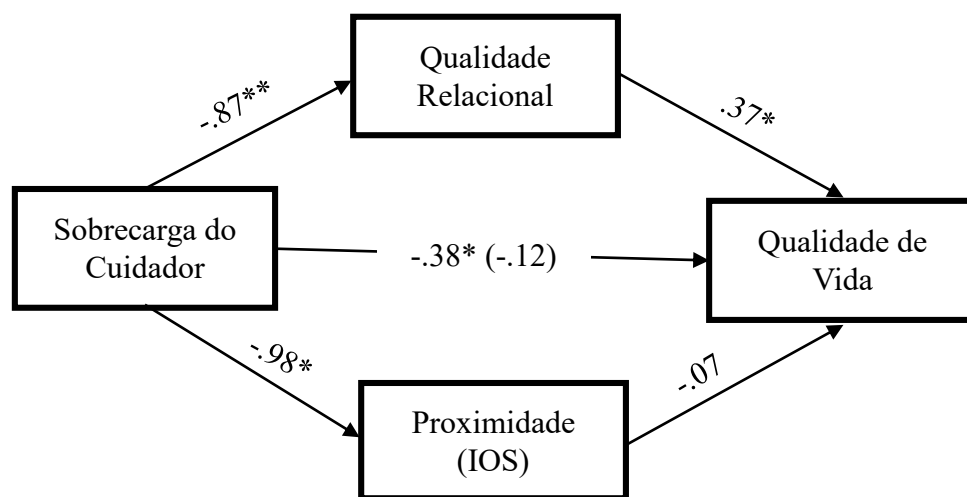 Qualidade
Relacional
-.87**
.37*
Sobrecarga do
Cuidador
-.38* (-.12)
Qualidade de
Vida
-.98*
-.07
Proximidade
(IOS)